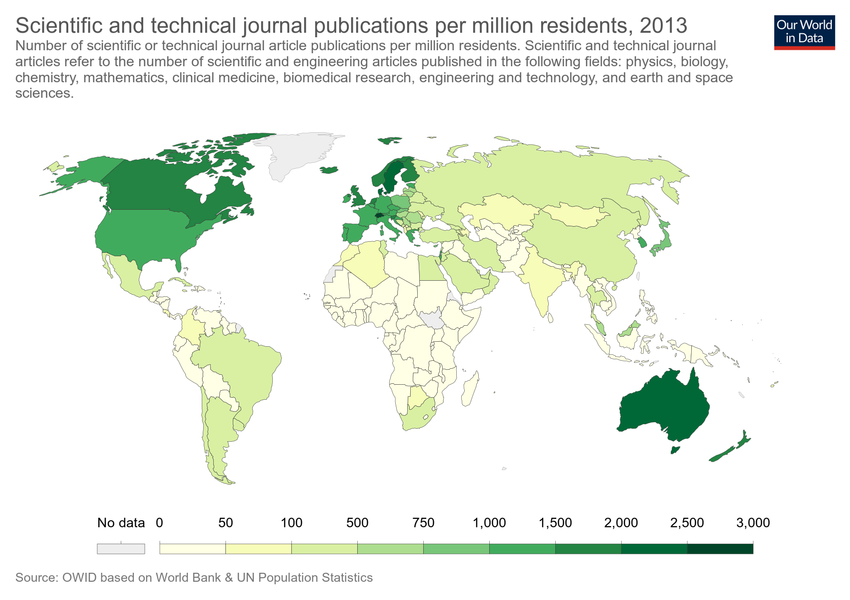 Scientific and technical journal publications per million residents, 2013
Our World
in Data
Number of scientific or technical journal article publications per million residents. Scientific and technical journal
articles refer to the number of scientific and engineering articles published in the following fields: physics, biology,
chemistry, mathematics, clinical medicine, biomedical research, engineering and technology, and earth and space
sciences.
No data 0 50 100 500 750 1,000 1,500 2,000 2,500 3,000
Source: OWID based on World Bank & UN Population Statistics